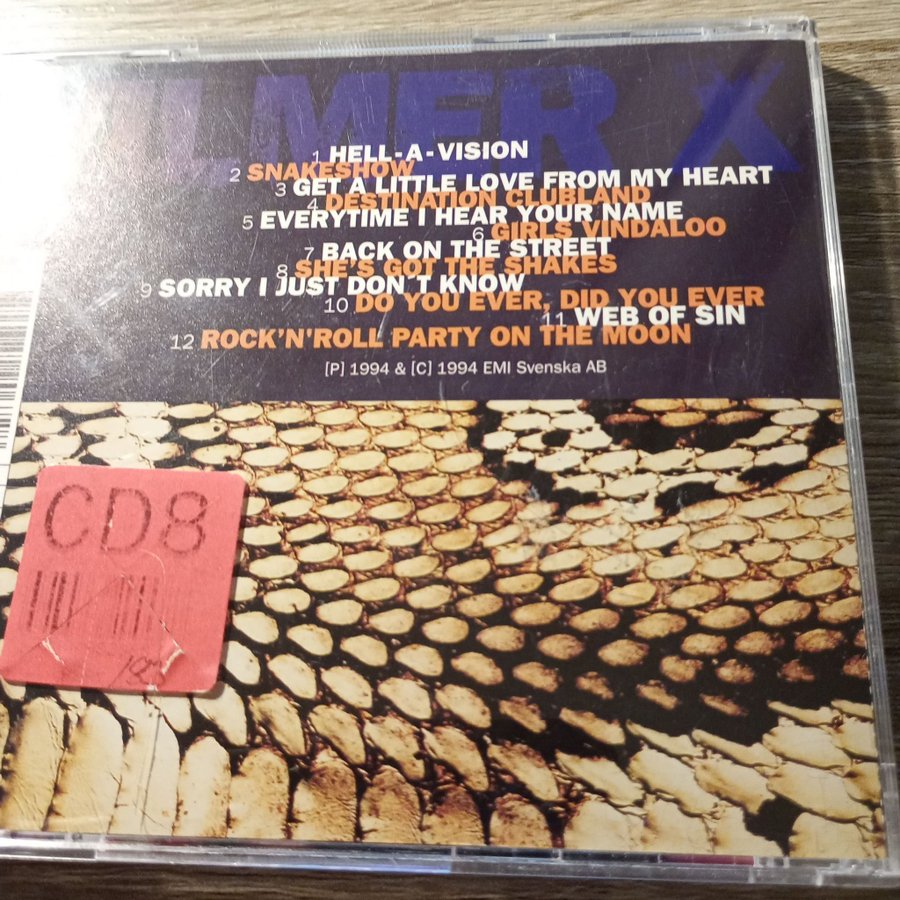 ILMER X
1 HELL-A-VISION
2 SNAKESHOW
3 GET A LITTLE LOVE FROM MY HEART
4 DESTINATION CLUBLAND
5 EVERYTIME I HEAR YOUR NAME
6 GIRLS VINDALOO
7 BACK ON THE STREET
8 SHE'S GOT THE SHAKES
9 SORRY I JUST DON´T KNOW
10 DO YOU EVER, DID YOU EVER
11 WEB OF SIN
12 ROCK'N'ROLL PARTY ON THE MOON
[P] 1994 & [C] 1994 EMI Svenska AB
CD8